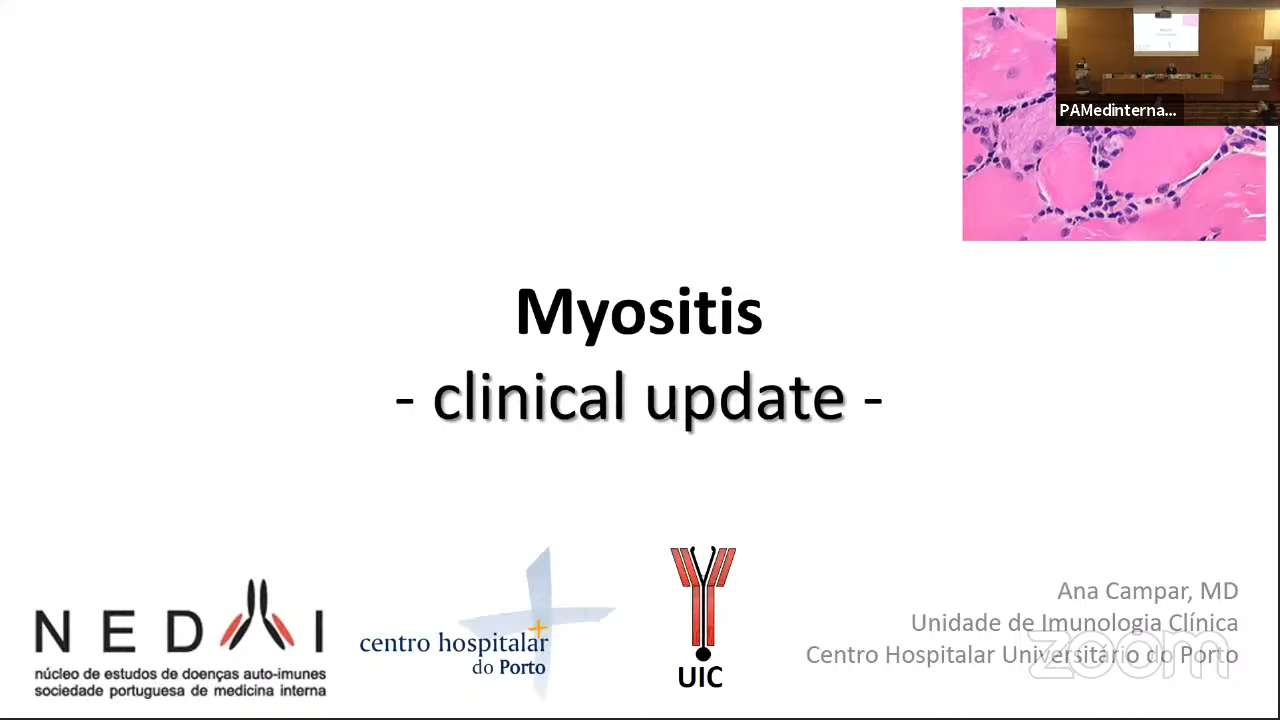 PAMedinterna...
Myositis
- clinical update -
NEDAI
núcleo de estudos de doenças auto-imunes
sociedade portuguesa de medicina interna
centro hospitalar
do Porto
UIC
Ana Campar, MD
Unidade de Imunologia Clínica
Centro Hospitalar Universitário do Porto
zoom